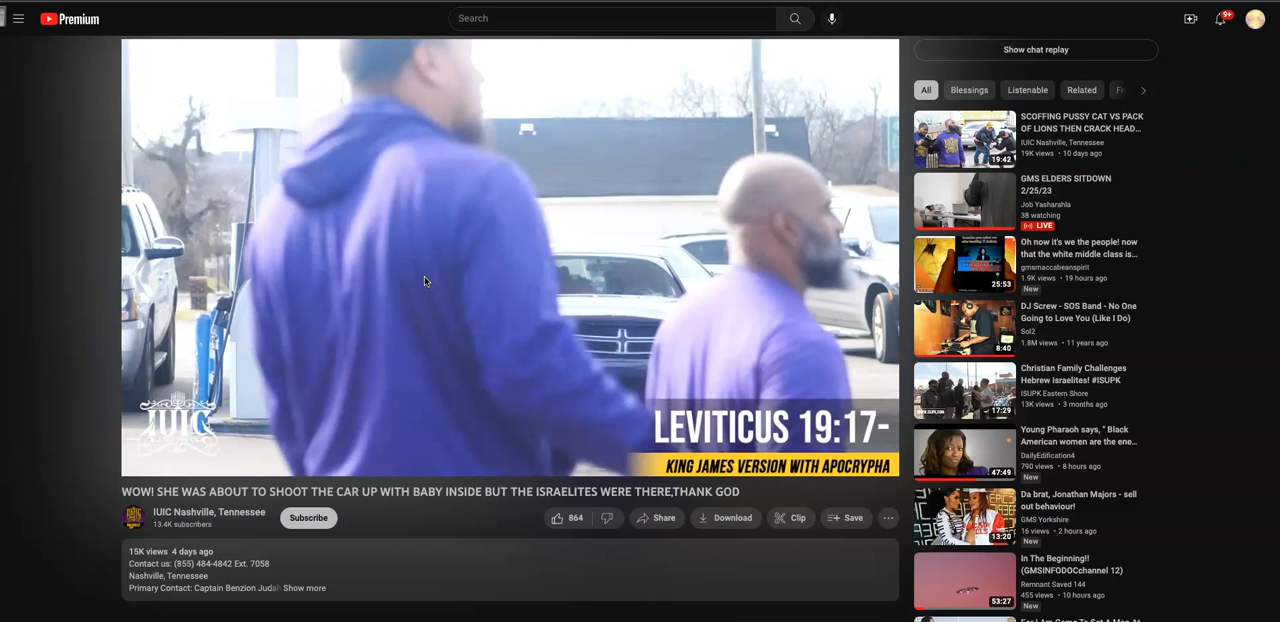 Premium
Search
9+
IUIC
LEVITICUS 19:17-
KING JAMES VERSION WITH APOCRYPHA
WOW! SHE WAS ABOUT TO SHOOT THE CAR UP WITH BABY INSIDE BUT THE ISRAELITES WERE THERE,THANK GOD
IUIC Nashville, Tennessee
13.4K subscribers
Subscribe
864
Share
Download
Clip
Save
15K views 4 days ago
Contact us: (855) 484-4842 Ext. 7058
Nashville, Tennessee
Primary Contact: Captain Benzion Judah Show more
Show chat replay
All Blessings Listenable Related Fr
SCOFFING PUSSY CAT VS PACK
OF LIONS THEN CRACK HEAD...
IUIC Nashville, Tennessee
19K views • 10 days ago
19:42
GMS ELDERS SITDOWN
2/25/23
Job Yasharahla
38 watching
LIVE
Oh now it's we the people! now
that the white middle class is...
gmsmaccabeanspirit
1.9K views • 19 hours ago
New
25:53
DJ Screw - SOS Band - No One
Going to Love You (Like I Do)
Sol2
1.8M views • 11 years ago
8:40
Christian Family Challenges
Hebrew Israelites! #ISUPK
ISUPK Eastern Shore
13K views • 3 months ago
17:29
Young Pharaoh says, " Black
American women are the ene...
DailyEdification4
790 views • 8 hours ago
New
47:49
Da brat, Jonathan Majors - sell
out behaviour!
GMS Yorkshire
16 views • 2 hours ago
New
13:20
In The Beginning!!
(GMSINFODOCchannel 12)
Remnant Saved 144
455 views • 10 hours ago
New
53:27